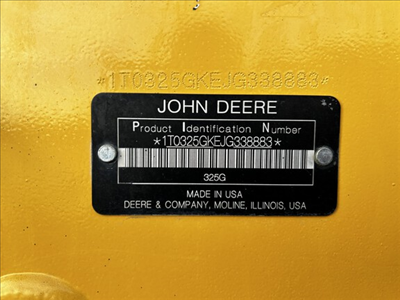 *1T0325GKEJG338883*
JOHN DEERE
Product Identification Number
*1T0325GKEJG338883*
325G
MADE IN USA
DEERE & COMPANY, MOLINE, ILLINOIS, USA